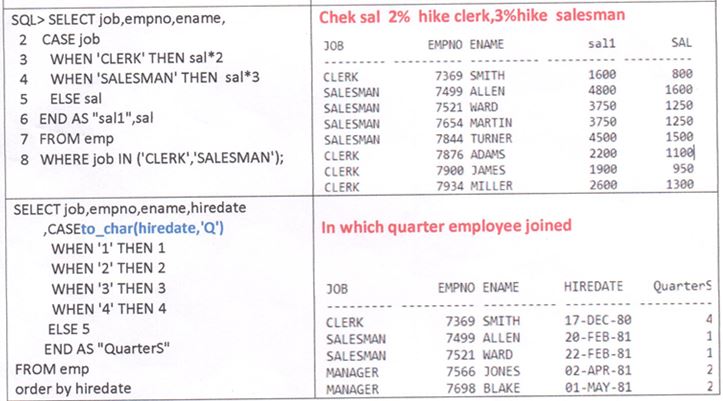 SQL> SELECT job,empno,ename,
2 CASE job
3 WHEN 'CLERK' THEN sal*2
4 WHEN 'SALESMAN' THEN sal*3
5 ELSE sal
6 END AS "sal1",sal
7 FROM emp
8 WHERE job IN ('CLERK','SALESMAN');
Chek sal 2% hike clerk,3%hike salesman
JOB EMPNO ENAME sal1 SAL
--------- ---------- ---------- ---------- ----------
CLERK 7369 SMITH 1600 800
SALESMAN 7499 ALLEN 4800 1600
SALESMAN 7521 WARD 3750 1250
SALESMAN 7654 MARTIN 3750 1250
SALESMAN 7844 TURNER 4500 1500
CLERK 7876 ADAMS 2200 1100
CLERK 7900 JAMES 1900 950
CLERK 7934 MILLER 2600 1300
SELECT job,empno,ename,hiredate
,CASEto_char(hiredate,'Q')
WHEN '1' THEN 1
WHEN '2' THEN 2
WHEN '3' THEN 3
WHEN '4' THEN 4
ELSE 5
END AS "QuarterS"
FROM emp
order by hiredate
In which quarter employee joined
JOB EMPNO ENAME HIREDATE QuarterS
--------- ---------- ---------- --------- ----------
CLERK 7369 SMITH 17-DEC-80 4
SALESMAN 7499 ALLEN 20-FEB-81 1
SALESMAN 7521 WARD 22-FEB-81 1
MANAGER 7566 JONES 02-APR-81 2
MANAGER 7698 BLAKE 01-MAY-81 2